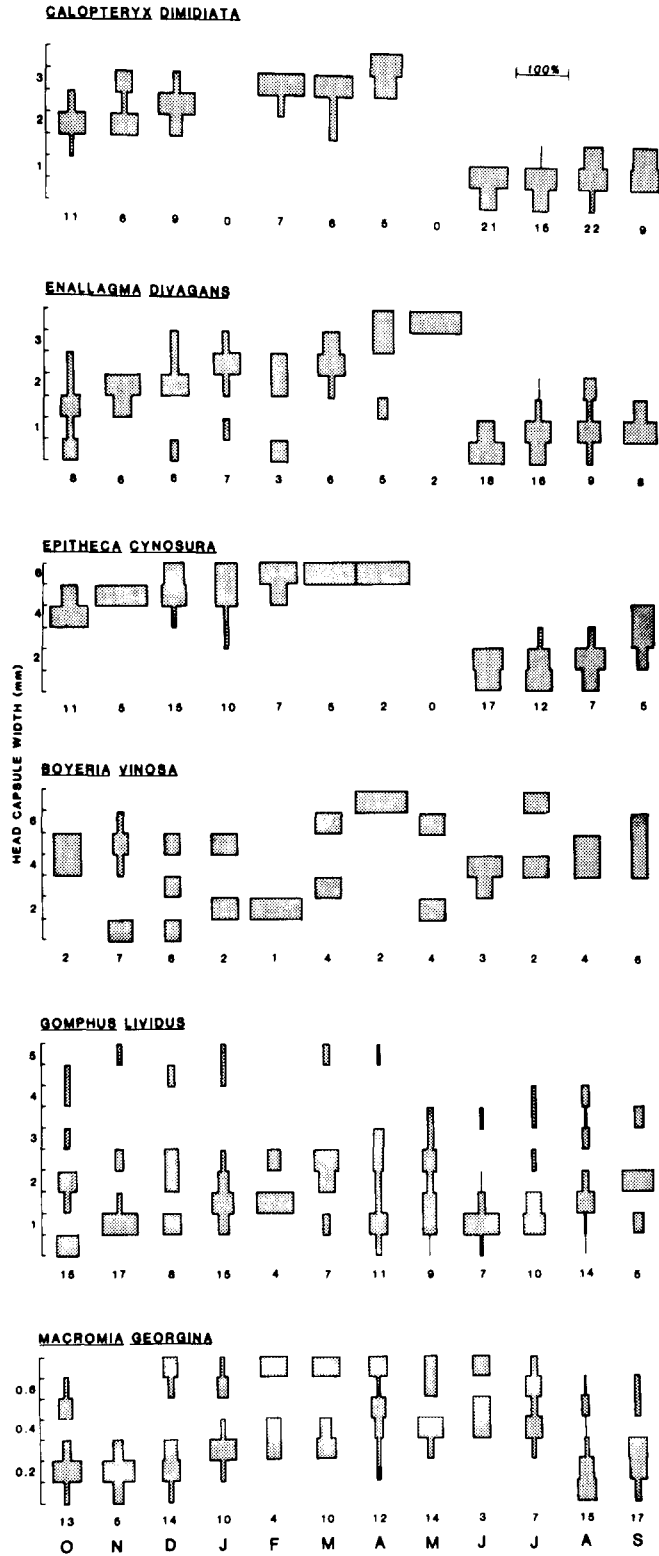 CALOPTERYX DIMIDIATA
3
100%
2
1
11 6 9 0 7 6 5 0 21 15 22 9
ENALLAGMA DIVAGANS
3
2
1
8 6 6 7 3 6 5 2 18 16 9 8
EPITHECA CYNOSURA
6
4
2
11 5 15 10 7 5 2 0 17 12 7 5
HEAD CAPSULE WIDTH (mm)
BOYERIA VINOSA
6
4
2
2 7 6 2 1 4 2 4 3 2 4 6
GOMPHUS LIVIDUS
5
4
3
2
1
15 17 8 15 4 7 11 9 7 10 14 5
MACROMIA GEORGINA
0.6
0.4
0.2
13 5 14 10 4 10 12 14 3 7 15 17
O N D J F M A M J J A S